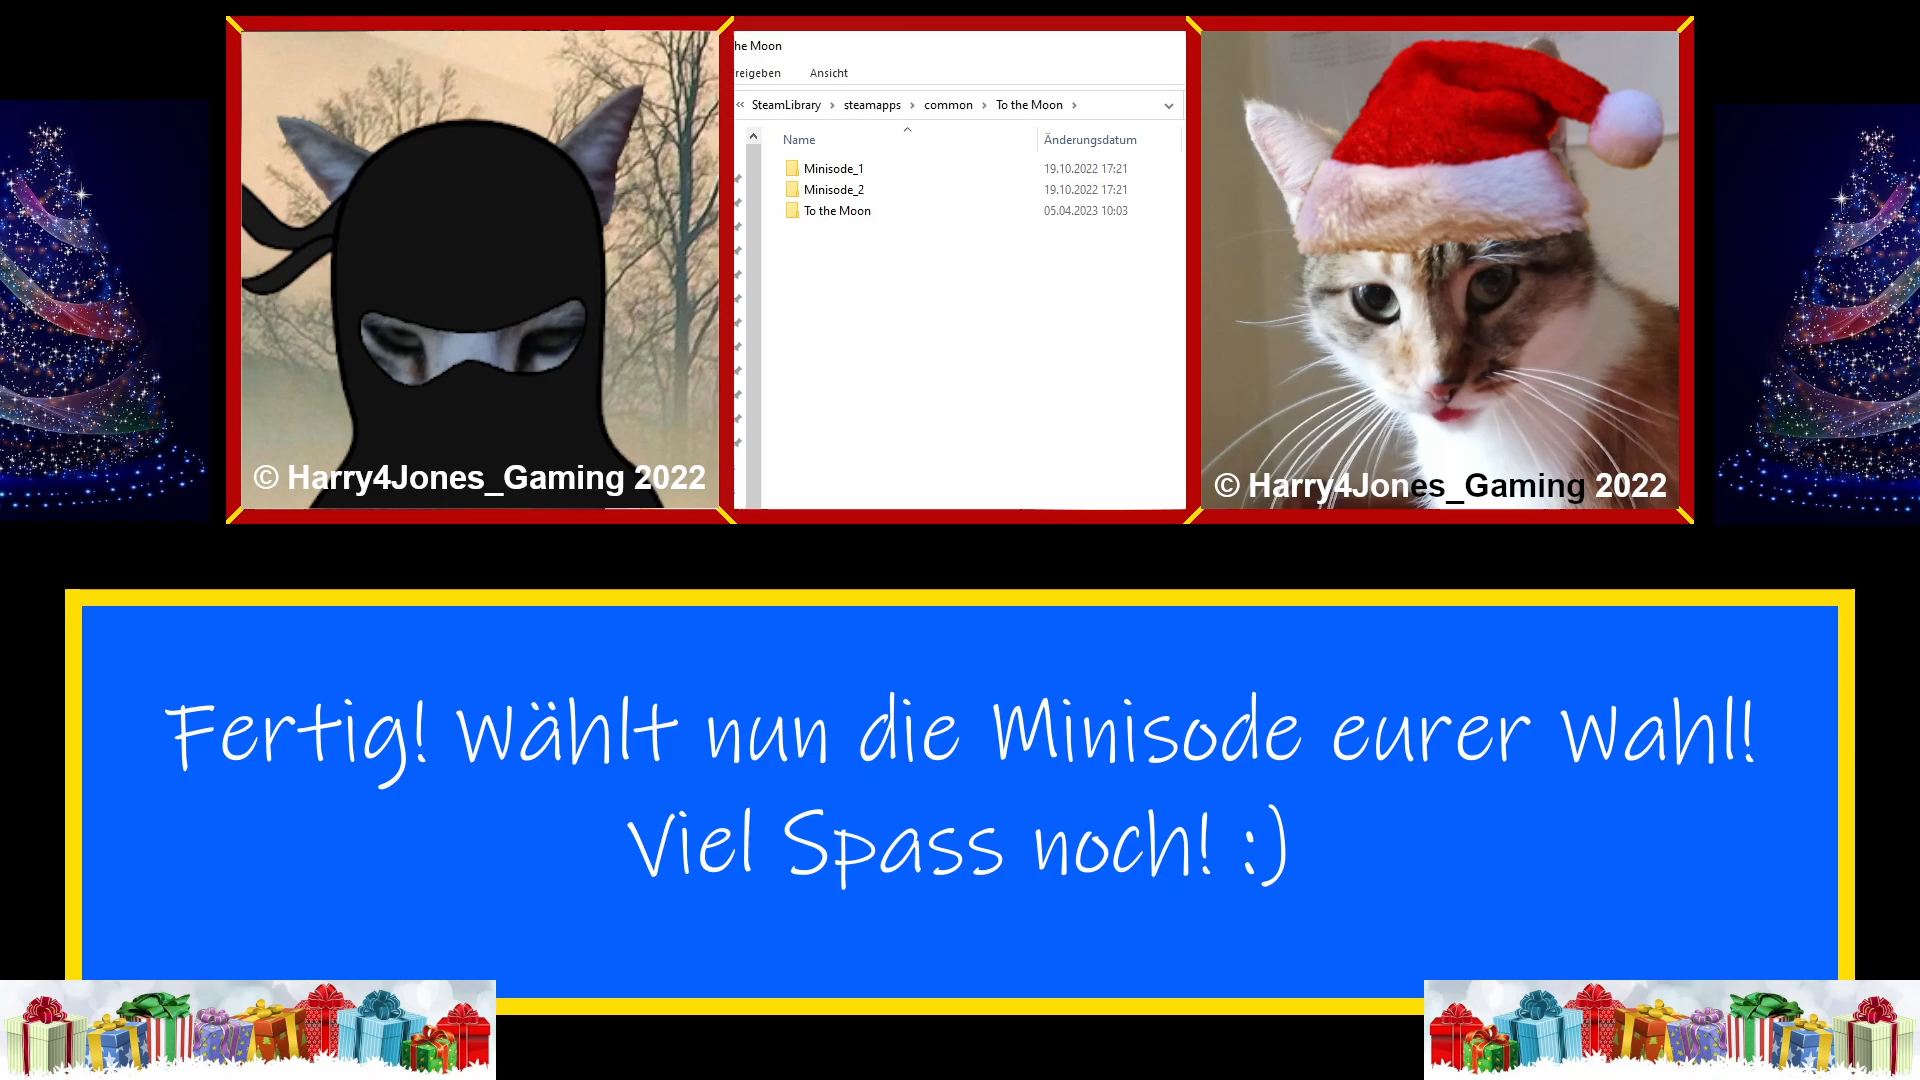 he Moon
reigeben Ansicht
« SteamLibrary › steamapps › common › To the Moon ›
Name Änderungsdatum
Minisode_1 19.10.2022 17:21
Minisode_2 19.10.2022 17:21
To the Moon 05.04.2023 10:03
© Harry4Jones_Gaming 2022
© Harry4Jones_Gaming 2022
Fertig! Wählt nun die Minisode eurer Wahl!
Viel Spass noch! :)